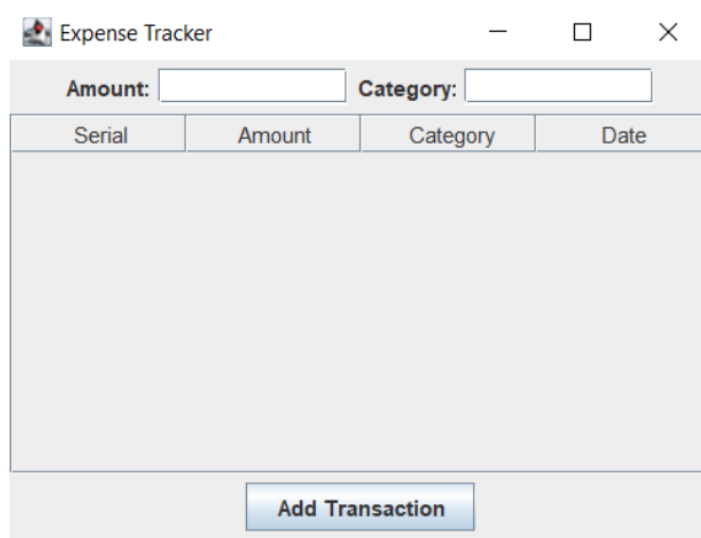 Expense Tracker
Amount: Category:
Serial Amount Category Date
Add Transaction